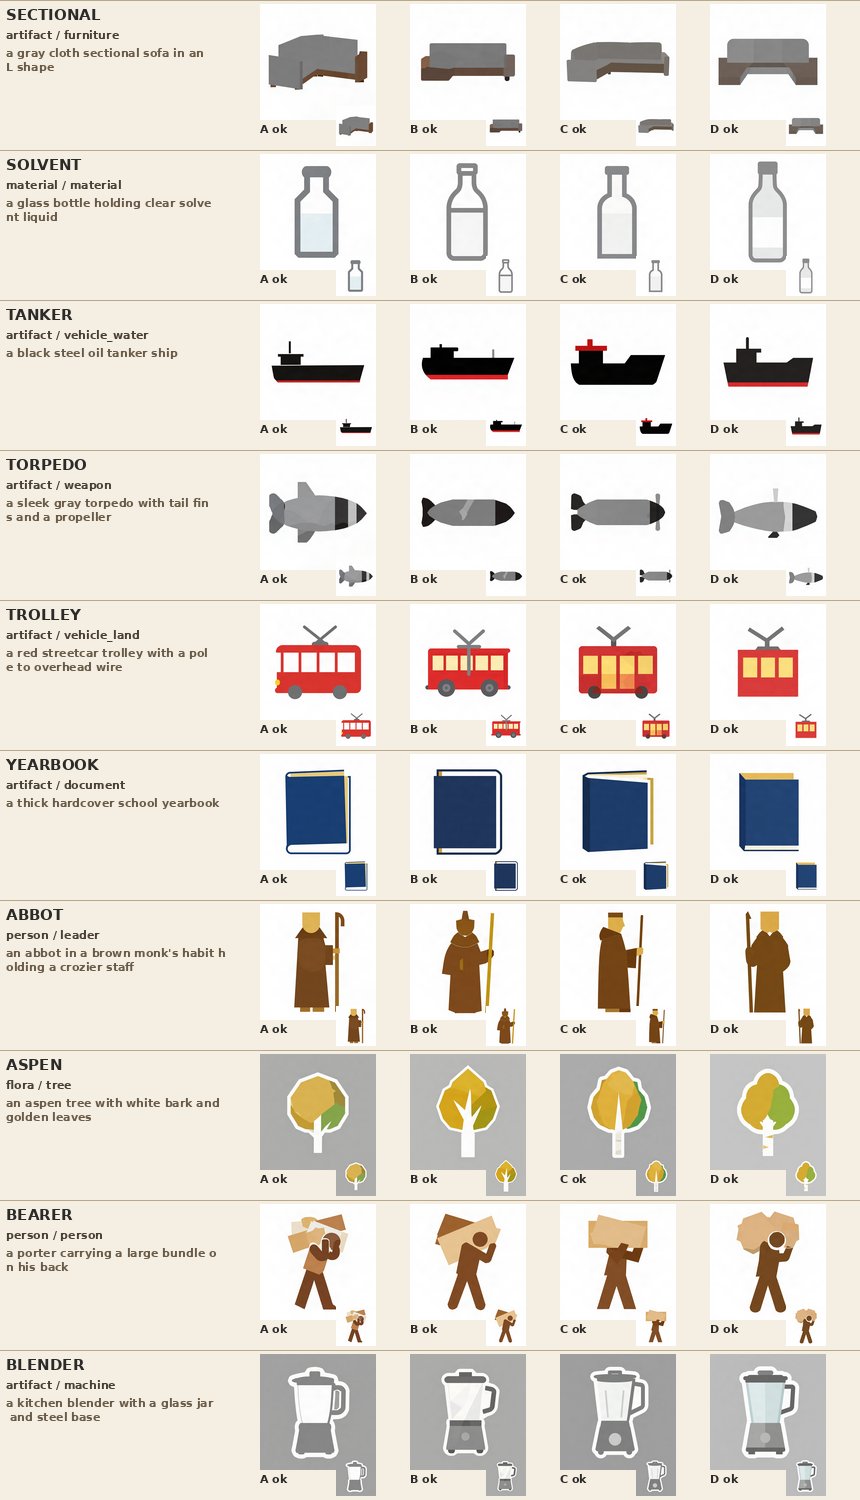 SECTIONAL
artifact / furniture
a gray cloth sectional sofa in an
L shape
A ok
B ok
C ok
D ok
SOLVENT
material / material
a glass bottle holding clear solve
nt liquid
A ok
B ok
C ok
D ok
TANKER
artifact / vehicle_water
a black steel oil tanker ship
A ok
B ok
C ok
D ok
TORPEDO
artifact / weapon
a sleek gray torpedo with tail fin
s and a propeller
A ok
B ok
C ok
D ok
TROLLEY
artifact / vehicle_land
a red streetcar trolley with a pol
e to overhead wire
A ok
B ok
C ok
D ok
YEARBOOK
artifact / document
a thick hardcover school yearbook
A ok
B ok
C ok
D ok
ABBOT
person / leader
an abbot in a brown monk's habit h
olding a crozier staff
A ok
B ok
C ok
D ok
ASPEN
flora / tree
an aspen tree with white bark and
golden leaves
A ok
B ok
C ok
D ok
BEARER
person / person
a porter carrying a large bundle o
n his back
A ok
B ok
C ok
D ok
BLENDER
artifact / machine
a kitchen blender with a glass jar
and steel base
A ok
B ok
C ok
D ok